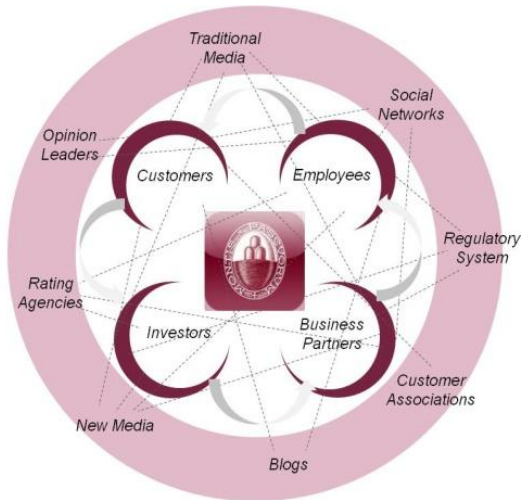 Traditional
Media
Social
Networks
Opinion
Leaders
Customers
Employees
Regulatory
System
Rating
Agencies
Investors
Business
Partners
Customer
Associations
New Media
Blogs